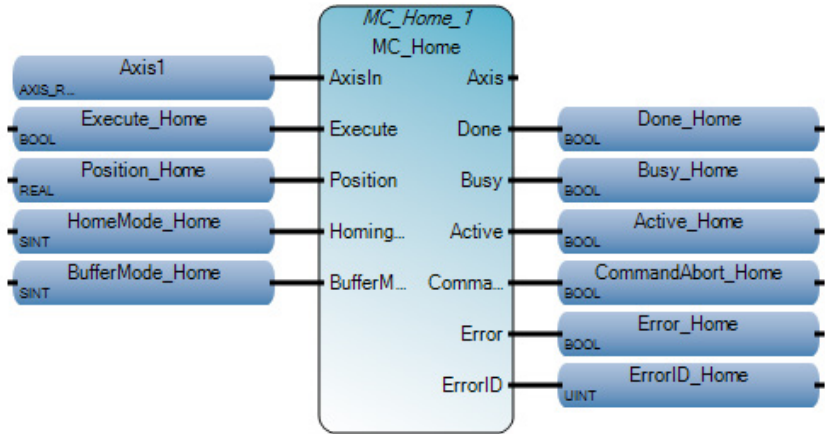 MC_Home_1
MC_Home
Axis1
AXIS_R...
AxisIn
Axis
Execute_Home
BOOL
Execute
Done
Done_Home
BOOL
Position_Home
REAL
Position
Busy
Busy_Home
BOOL
HomeMode_Home
SINT
Homing...
Active
Active_Home
BOOL
BufferMode_Home
SINT
BufferM...
Comma...
CommandAbort_Home
BOOL
Error
Error_Home
BOOL
ErrorID
ErrorID_Home
UINT